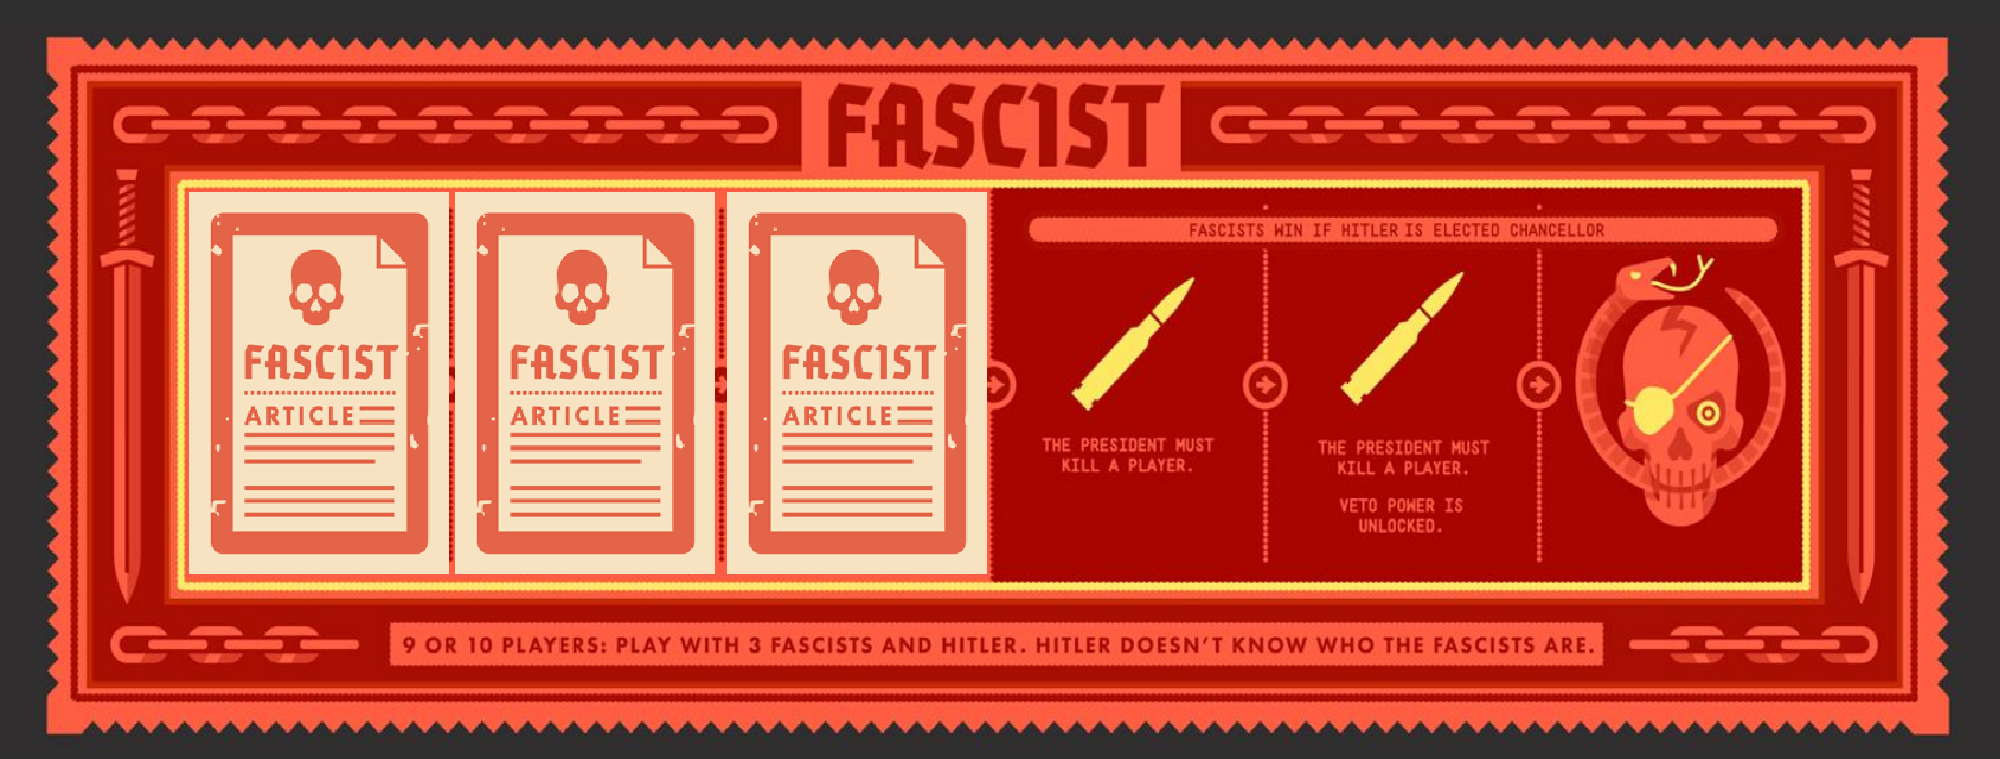 FASCIST
FASCIST
ARTICLE
FASCIST
ARTICLE
FASCIST
ARTICLE
FASCISTS WIN IF HITLER IS ELECTED CHANCELLOR
THE PRESIDENT MUST
KILL A PLAYER.
THE PRESIDENT MUST
KILL A PLAYER.
VETO POWER IS
UNLOCKED.
9 OR 10 PLAYERS: PLAY WITH 3 FASCISTS AND HITLER. HITLER DOESN'T KNOW WHO THE FASCISTS ARE.